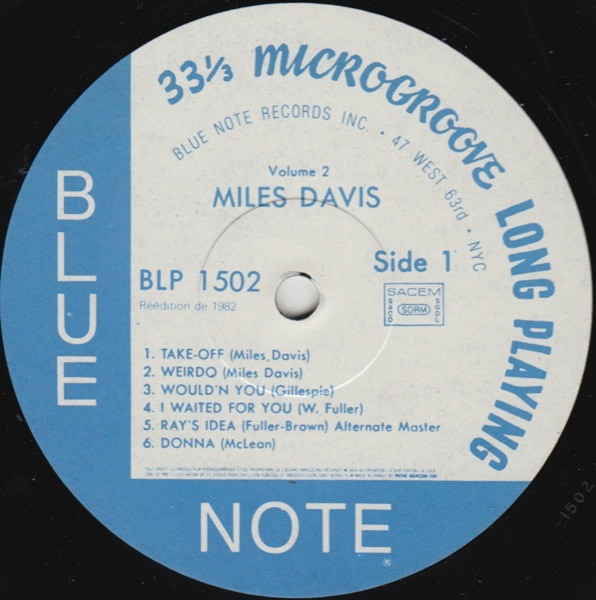 33⅓ MICROGROOVE LONG PLAYING
BLUE NOTE RECORDS INC. • 47 WEST 63rd • NYC
Volume 2
MILES DAVIS
BLP 1502
Side 1
Réédition de 1982
SACEM
SACD
SDRM
SGDL
1. TAKE-OFF (Miles Davis)
2. WEIRDO (Miles Davis)
3. WOULD'N YOU (Gillespie)
4. I WAITED FOR YOU (W. Fuller)
5. RAY'S IDEA (Fuller-Brown) Alternate Master
6. DONNA (McLean)
BLUE
NOTE
®
1502